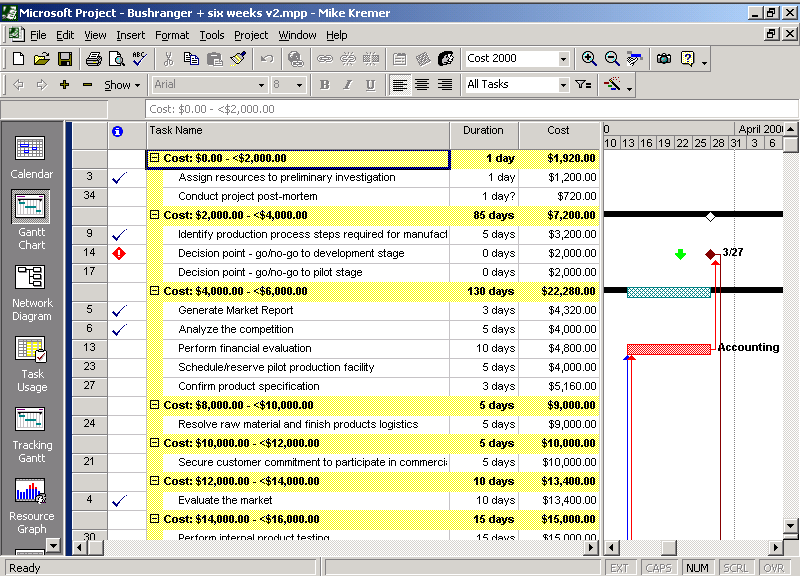 Microsoft Project - Bushranger + six weeks v2.mpp - Mike Kremer
File Edit View Insert Format Tools Project Window Help
Cost 2000
Show Arial 8 B I U All Tasks
Cost: $0.00 - <$2,000.00
Task Name Duration Cost 0 April 200
10 13 16 19 22 25 28 31 3 6
Cost: $0.00 - <$2,000.00 1 day $1,920.00
3 Assign resources to preliminary investigation 1 day $1,200.00
34 Conduct project post-mortem 1 day? $720.00
Cost: $2,000.00 - <$4,000.00 85 days $7,200.00
9 Identify production process steps required for manufact 5 days $3,200.00
14 Decision point - go/no-go to development stage 0 days $2,000.00 3/27
17 Decision point - go/no-go to pilot stage 0 days $2,000.00
Cost: $4,000.00 - <$6,000.00 130 days $22,280.00
5 Generate Market Report 3 days $4,320.00
6 Analyze the competition 5 days $4,000.00
13 Perform financial evaluation 10 days $4,800.00 Accounting
23 Schedule/reserve pilot production facility 5 days $4,000.00
27 Confirm product specification 3 days $5,160.00
Cost: $8,000.00 - <$10,000.00 5 days $9,000.00
24 Resolve raw material and finish products logistics 5 days $9,000.00
Cost: $10,000.00 - <$12,000.00 5 days $10,000.00
21 Secure customer commitment to participate in commerci 5 days $10,000.00
Cost: $12,000.00 - <$14,000.00 10 days $13,400.00
4 Evaluate the market 10 days $13,400.00
Cost: $14,000.00 - <$16,000.00 15 days $15,000.00
30 Perform internal product testing 15 days $15,000.00
Calendar
Gantt
Chart
Network
Diagram
Task
Usage
Tracking
Gantt
Resource
Graph
Ready EXT CAPS NUM SCRL OVR